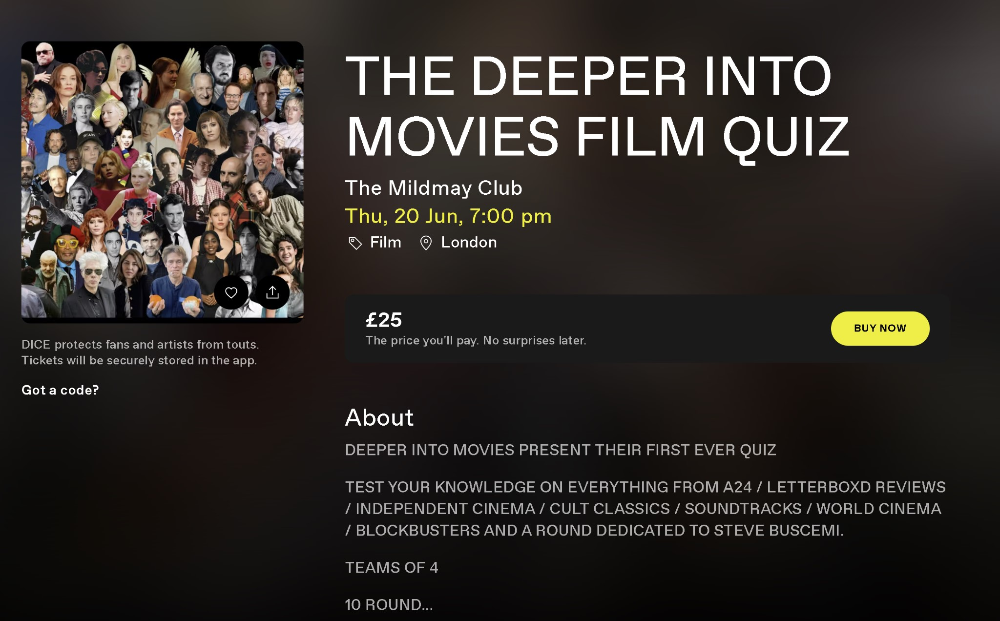 THE DEEPER INTO
MOVIES FILM QUIZ
The Mildmay Club
Thu, 20 Jun, 7:00 pm
Film London
£25
The price you'll pay. No surprises later.
BUY NOW
DICE protects fans and artists from touts.
Tickets will be securely stored in the app.
Got a code?
About
DEEPER INTO MOVIES PRESENT THEIR FIRST EVER QUIZ
TEST YOUR KNOWLEDGE ON EVERYTHING FROM A24 / LETTERBOXD REVIEWS
/ INDEPENDENT CINEMA / CULT CLASSICS / SOUNDTRACKS / WORLD CINEMA
/ BLOCKBUSTERS AND A ROUND DEDICATED TO STEVE BUSCEMI.
TEAMS OF 4
10 ROUND...